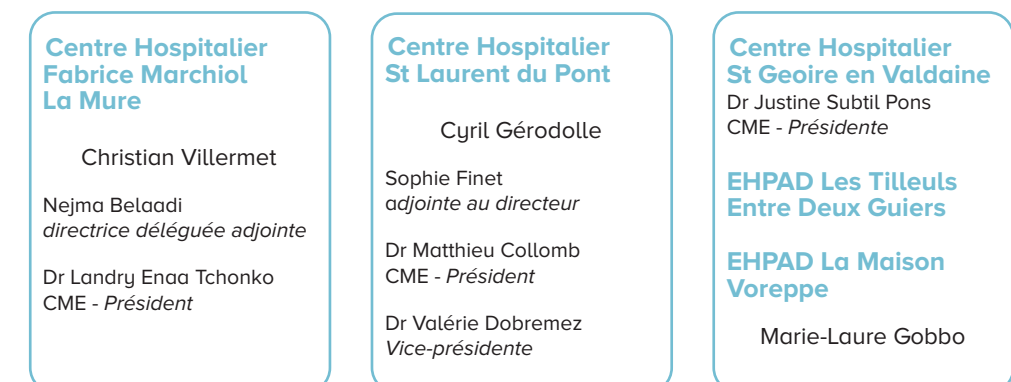 Centre Hospitalier
Fabrice Marchiol
La Mure
Christian Villermet
Nejma Belaadi
directrice déléguée adjointe
Dr Landry Enaa Tchonko
CME - Président
Centre Hospitalier
St Laurent du Pont
Cyril Gérodolle
Sophie Finet
adjointe au directeur
Dr Matthieu Collomb
CME - Président
Dr Valérie Dobremez
Vice-présidente
Centre Hospitalier
St Geoire en Valdaine
Dr Justine Subtil Pons
CME - Présidente
EHPAD Les Tilleuls
Entre Deux Guiers
EHPAD La Maison
Voreppe
Marie-Laure Gobbo